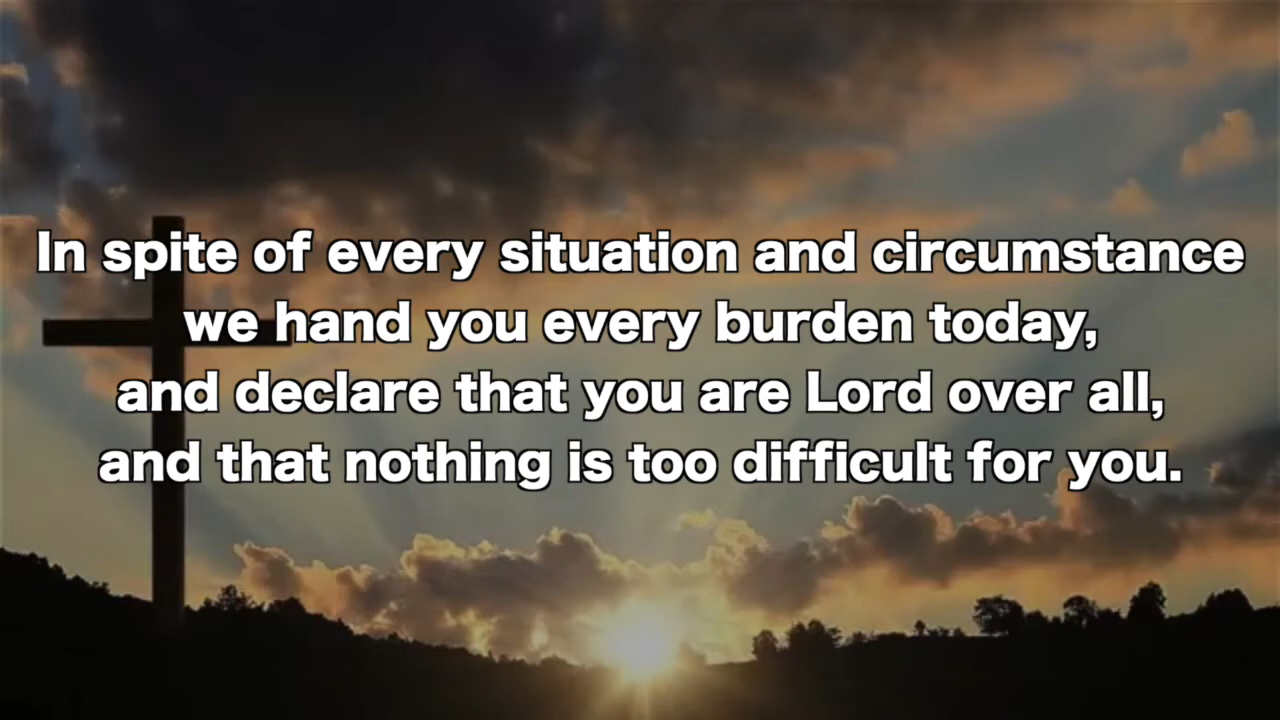 In spite of every situation and circumstance
we hand you every burden today,
and declare that you are Lord over all,
and that nothing is too difficult for you.